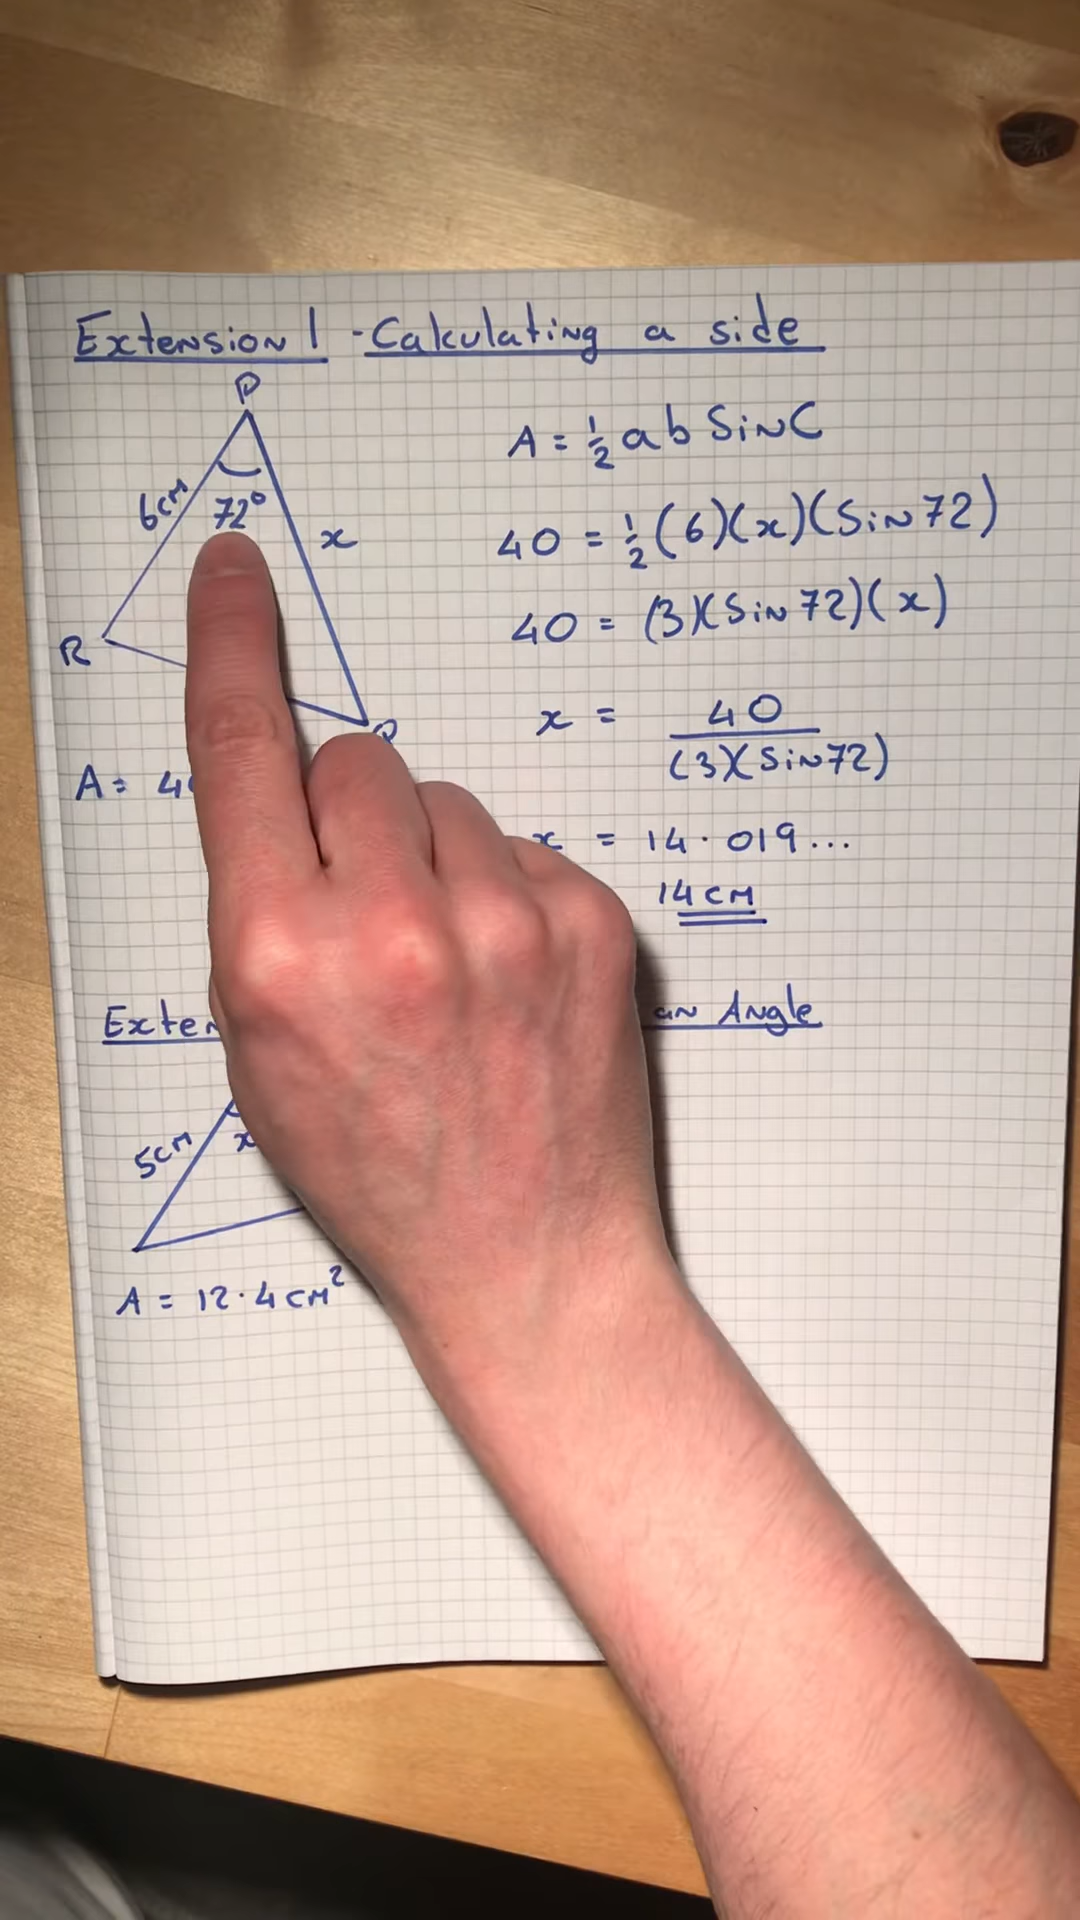 Extension 1 - Calculating a side
P
6cm
72°
x
R
Q
A = 4
A = ½ab SinC
40 = ½(6)(x)(Sin72)
40 = (3)(Sin72)(x)
x = 40
(3)(Sin72)
x = 14.019...
14cm
an Angle
5cm
x
A = 12.4cm²